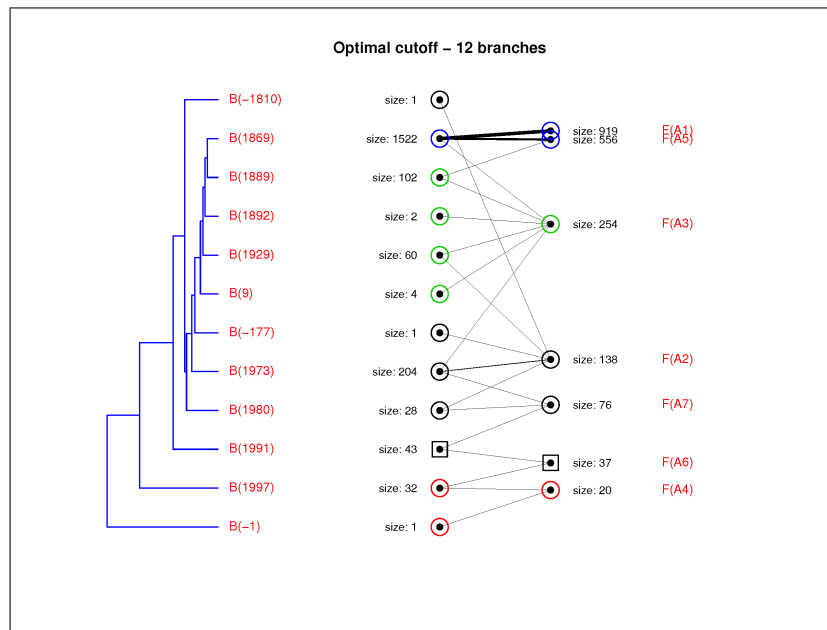 Optimal cutoff – 12 branches
B(−1810) size: 1
size: 919 F(A1)
B(1869) size: 1522 size: 556 F(A5)
B(1889) size: 102
B(1892) size: 2 size: 254 F(A3)
B(1929) size: 60
B(9) size: 4
B(−177) size: 1
size: 138 F(A2)
B(1973) size: 204
B(1980) size: 28 size: 76 F(A7)
B(1991) size: 43
size: 37 F(A6)
B(1997) size: 32 size: 20 F(A4)
B(−1) size: 1